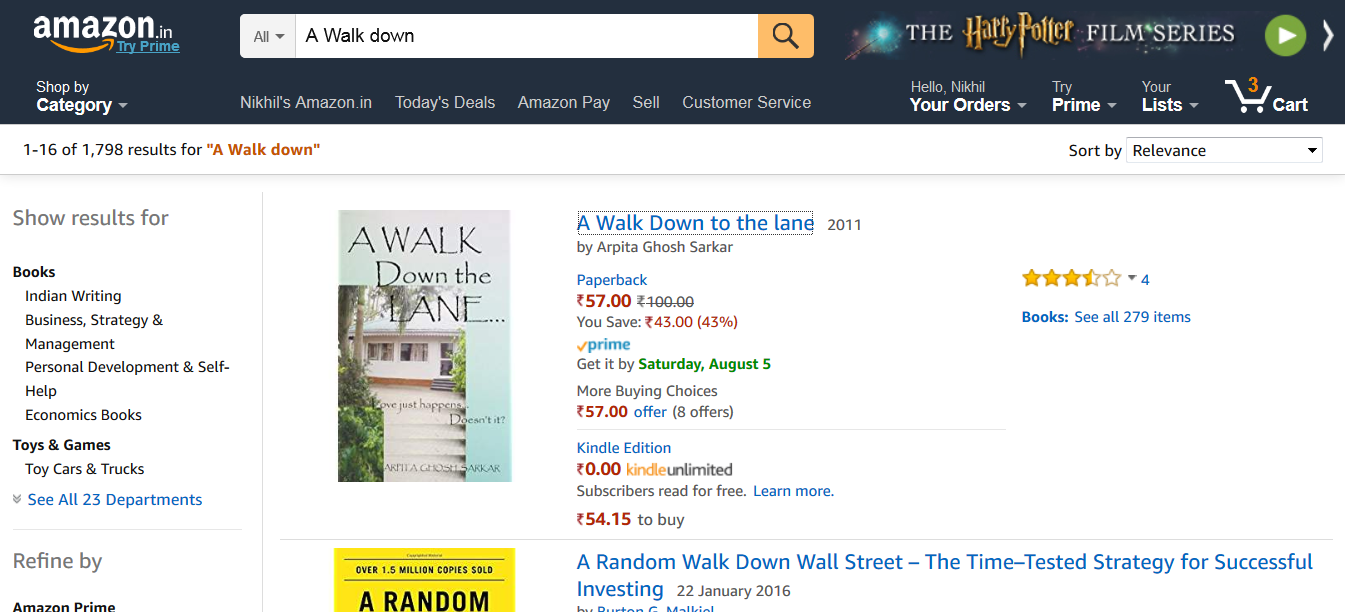 amazon.in
Try Prime
All
A Walk down
THE Harry Potter FILM SERIES
Shop by
Category
Nikhil's Amazon.in
Today's Deals
Amazon Pay
Sell
Customer Service
Hello, Nikhil
Your Orders
Try
Prime
Your
Lists
3
Cart
1-16 of 1,798 results for "A Walk down"
Sort by
Relevance
Show results for
Books
Indian Writing
Business, Strategy &
Management
Personal Development & Self-
Help
Economics Books
Toys & Games
Toy Cars & Trucks
See All 23 Departments
Refine by
Amazon Prime
A WALK
Down the
LANE...
Love just happens...
Doesn't it?
ARPITA GHOSH SARKAR
A Walk Down to the lane 2011
by Arpita Ghosh Sarkar
Paperback
₹57.00 ₹100.00
You Save: ₹43.00 (43%)
prime
Get it by Saturday, August 5
More Buying Choices
₹57.00 offer (8 offers)
Kindle Edition
₹0.00 kindleunlimited
Subscribers read for free. Learn more.
₹54.15 to buy
4
Books: See all 279 items
OVER 1.5 MILLION COPIES SOLD
A RANDOM
A Random Walk Down Wall Street – The Time–Tested Strategy for Successful
Investing 22 January 2016
by Burton G. Malkiel